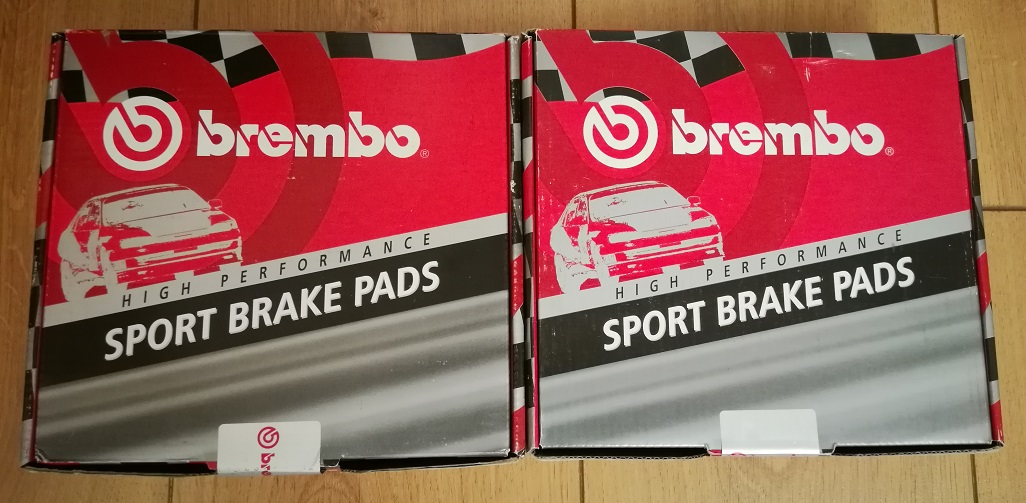 brembo®
HIGH PERFORMANCE
SPORT BRAKE PADS
brembo®
HIGH PERFORMANCE
SPORT BRAKE PADS